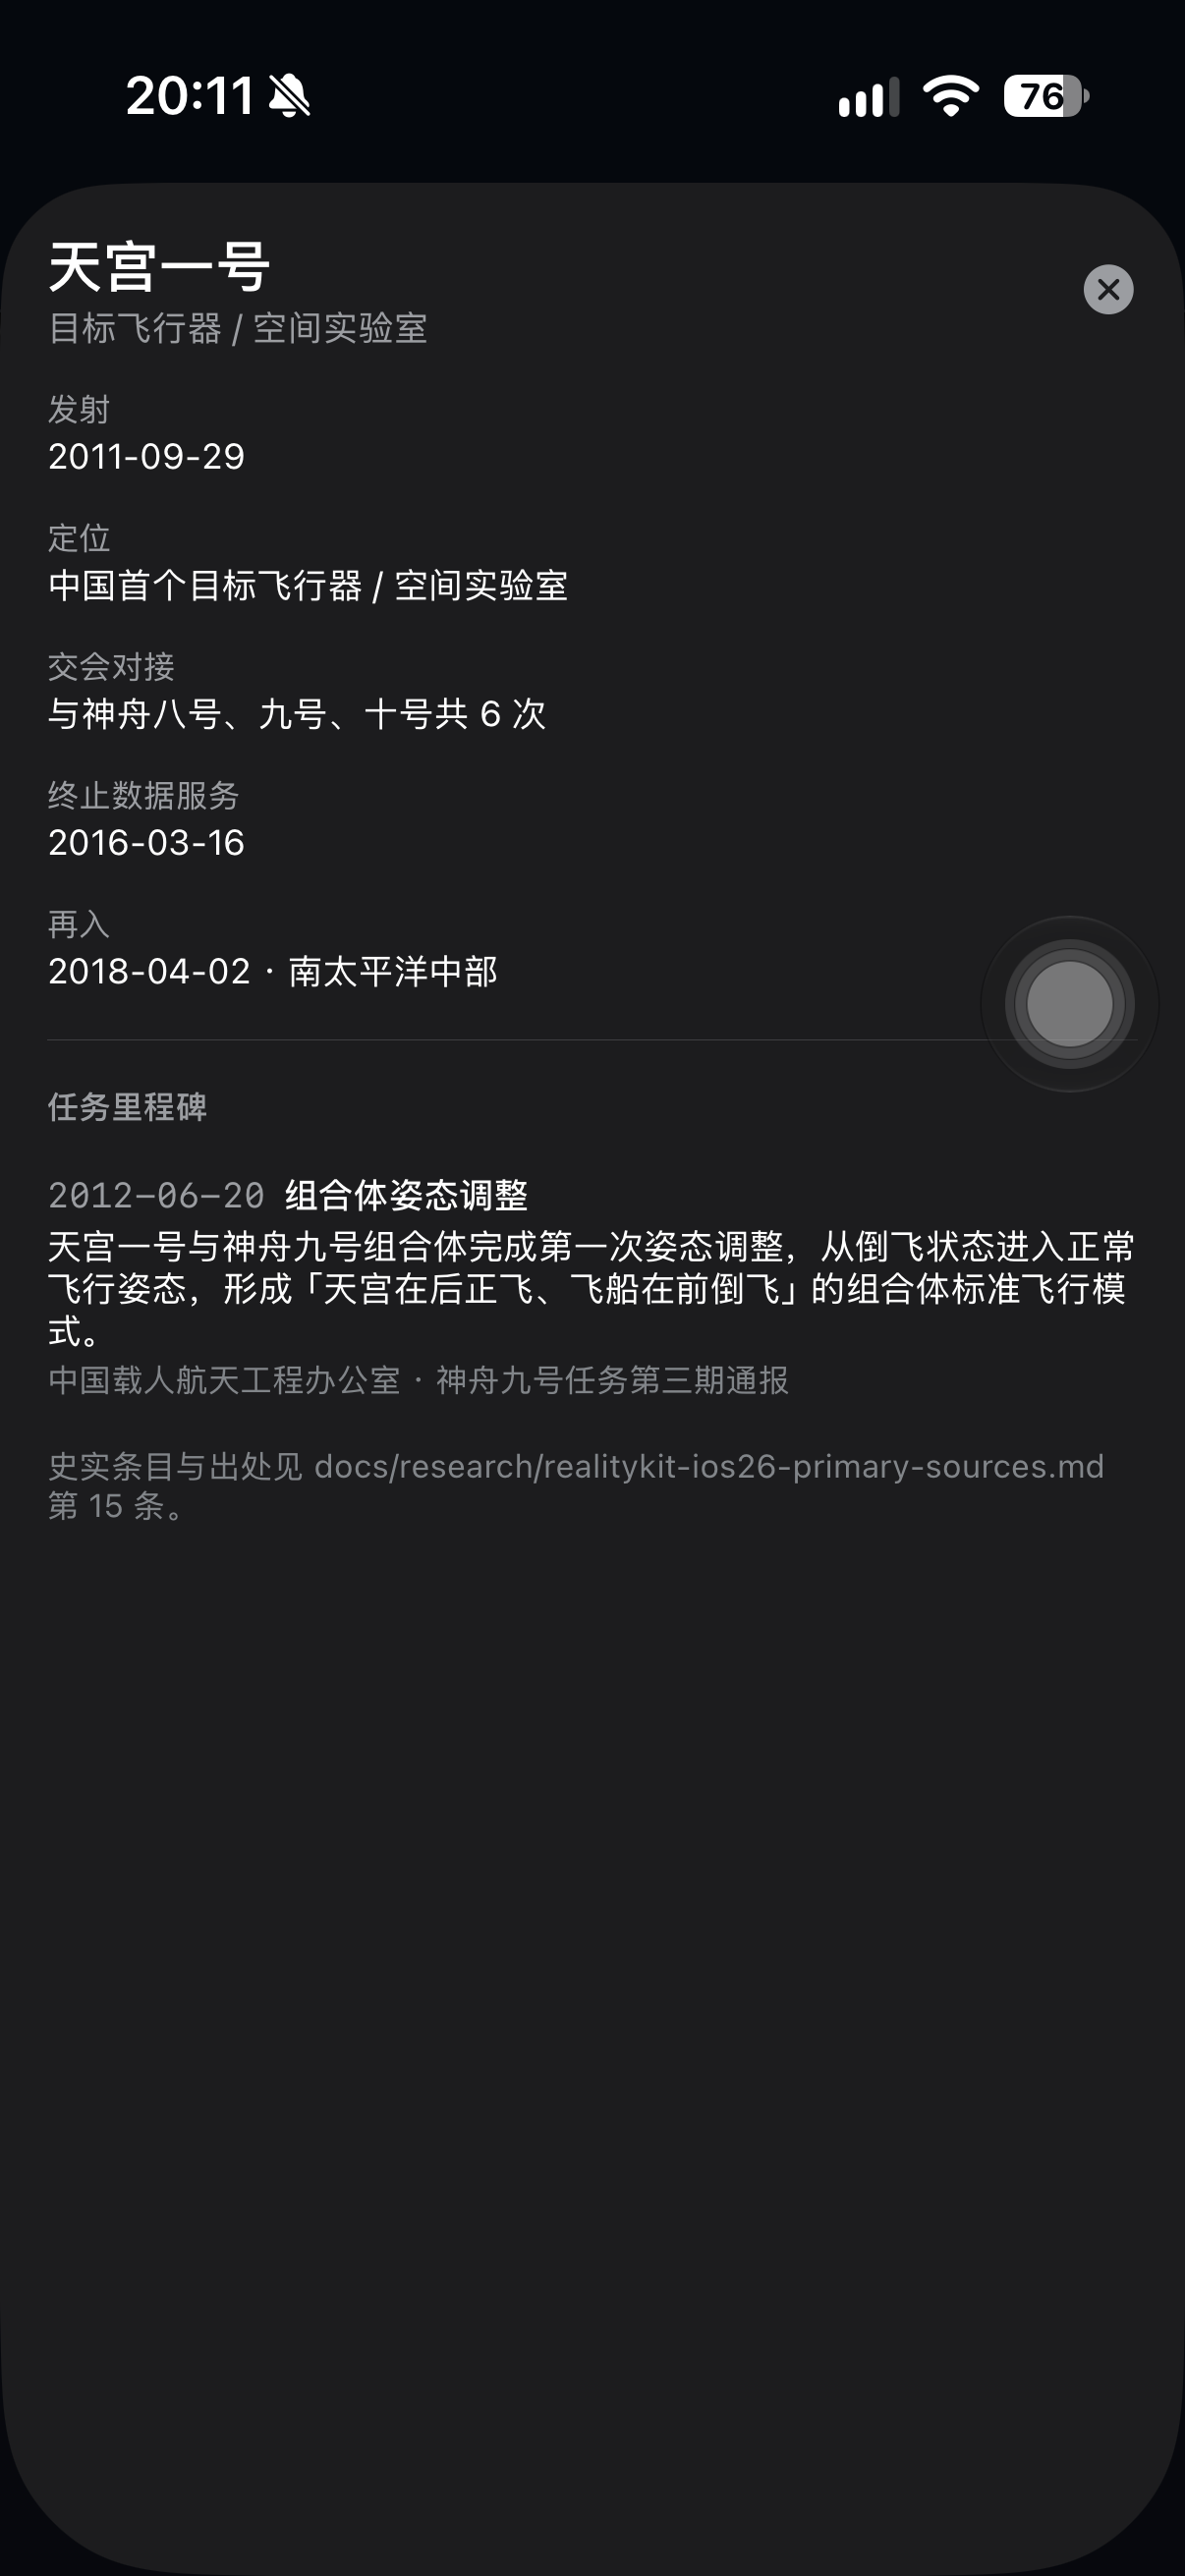 20:11
76
天宫一号
目标飞行器 / 空间实验室
发射
2011-09-29
定位
中国首个目标飞行器 / 空间实验室
交会对接
与神舟八号、九号、十号共 6 次
终止数据服务
2016-03-16
再入
2018-04-02 · 南太平洋中部
任务里程碑
2012-06-20 组合体姿态调整
天宫一号与神舟九号组合体完成第一次姿态调整，从倒飞状态进入正常
飞行姿态，形成「天宫在后正飞、飞船在前倒飞」的组合体标准飞行模
式。
中国载人航天工程办公室 · 神舟九号任务第三期通报
史实条目与出处见 docs/research/realitykit-ios26-primary-sources.md
第 15 条。